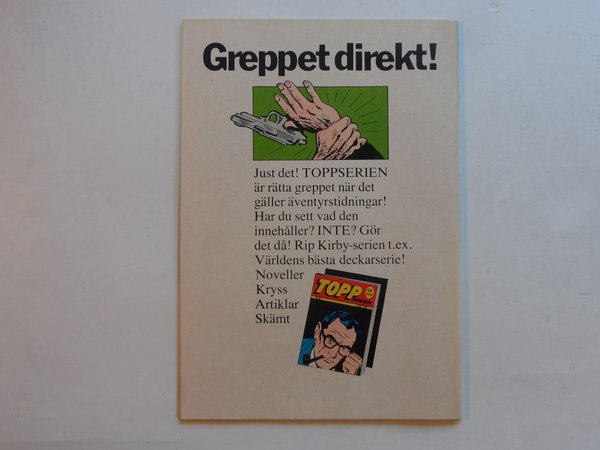 Greppet direkt!
Just det! TOPPSERIEN
är rätta greppet när det
gäller äventyrstidningar!
Har du sett vad den
innehåller? INTE? Gör
det då! Rip Kirby-serien t.ex.
Världens bästa deckarserie!
Noveller
Kryss
Artiklar
Skämt
TOPP
SERIEN